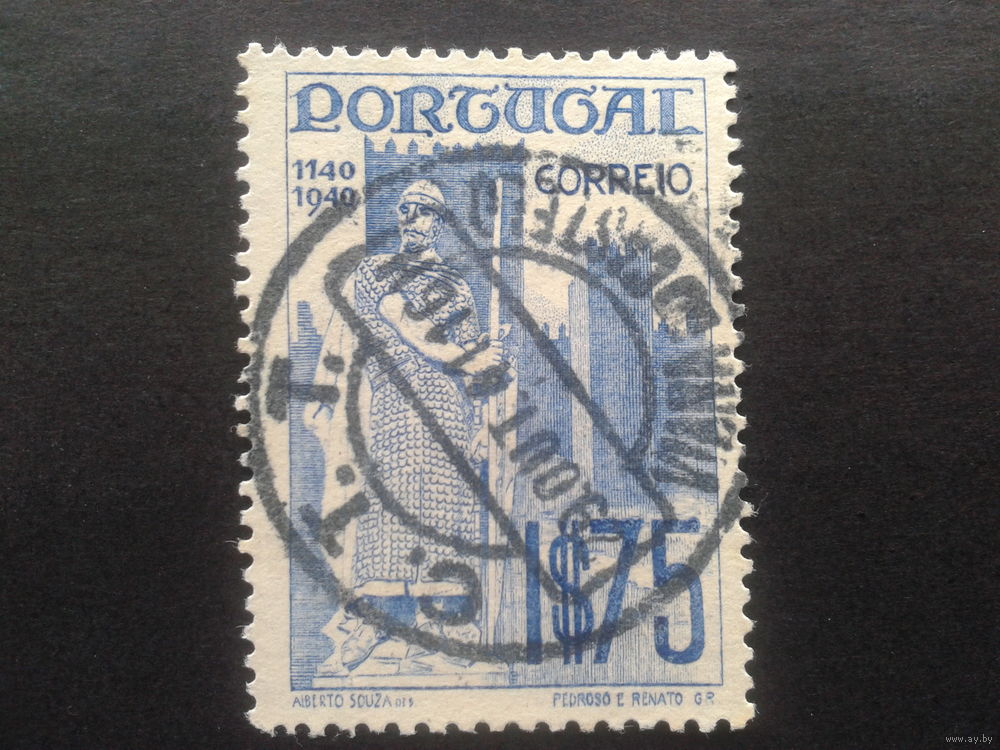 PORTUGAL
1140
1940
CORREIO
1$75
ALBERTO SOUZA DES.
PEDROSO E RENATO GR.
C. T. T.
www.ay.by